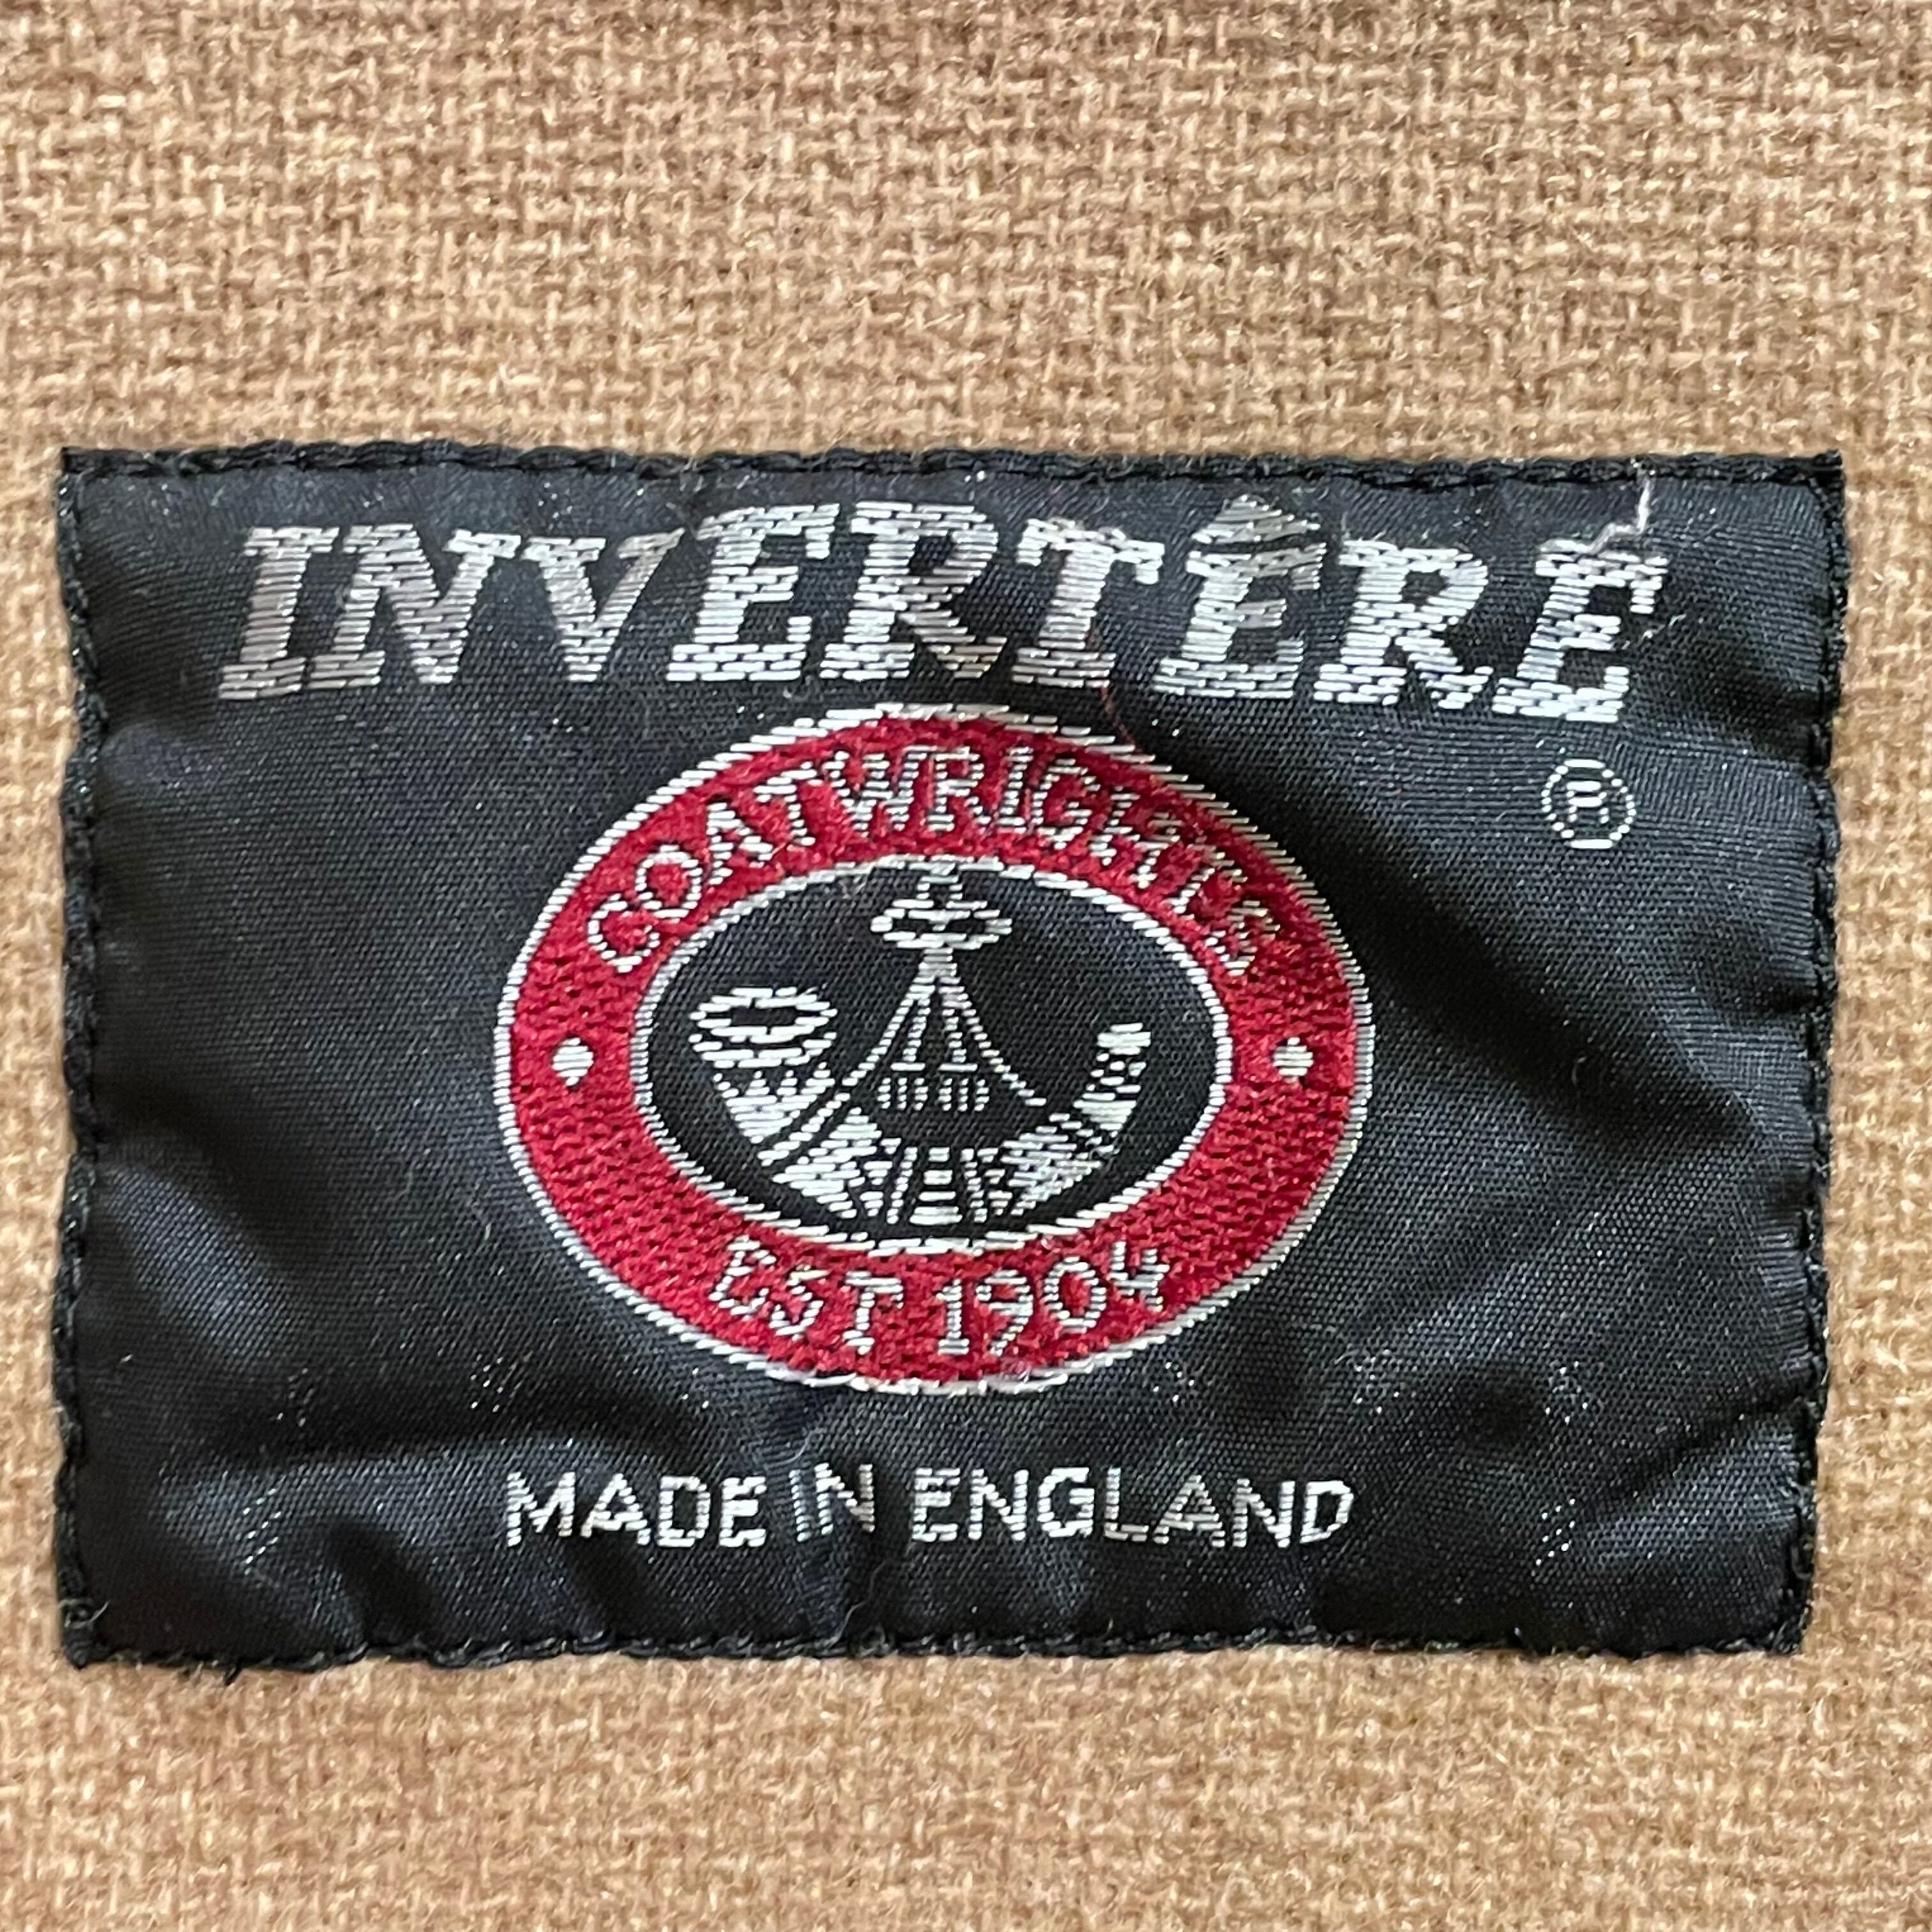 INVERTÊRE
®
COATWRIGHTS
EST 1904
MADE IN ENGLAND